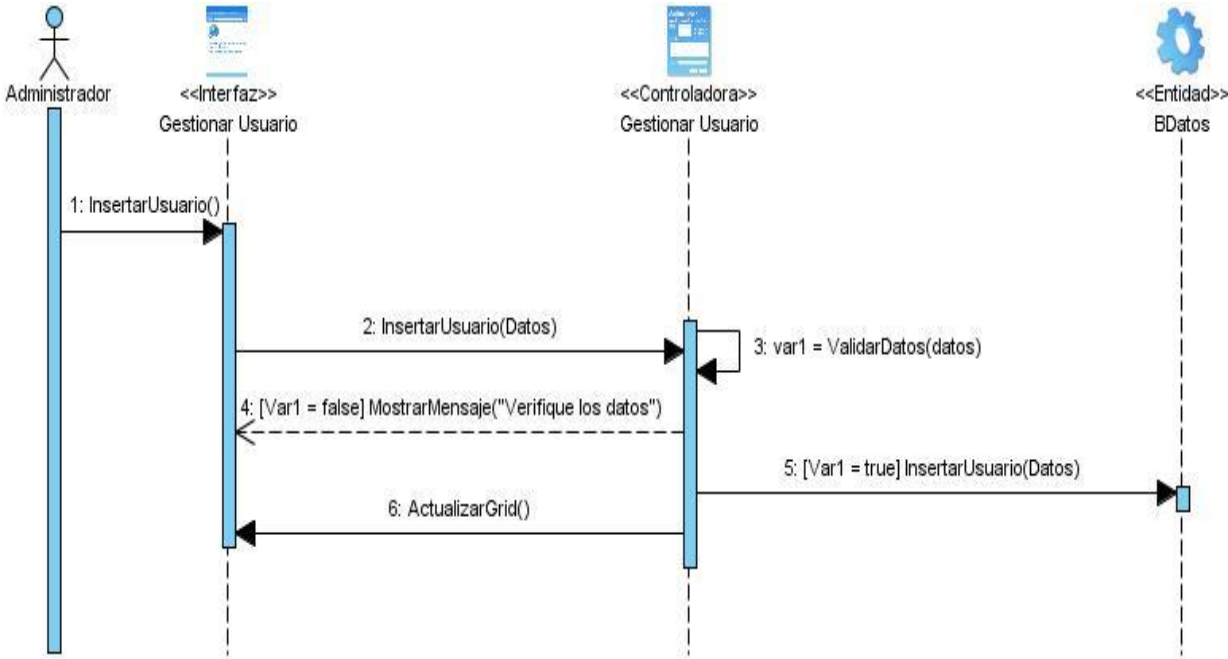 Administrador
<<Interfaz>>
Gestionar Usuario
<<Controladora>>
Gestionar Usuario
<<Entidad>>
BDatos
1: InsertarUsuario()
2: InsertarUsuario(Datos)
3: var1 = ValidarDatos(datos)
4: [Var1 = false] MostrarMensaje("Verifique los datos")
5: [Var1 = true] InsertarUsuario(Datos)
6: ActualizarGrid()